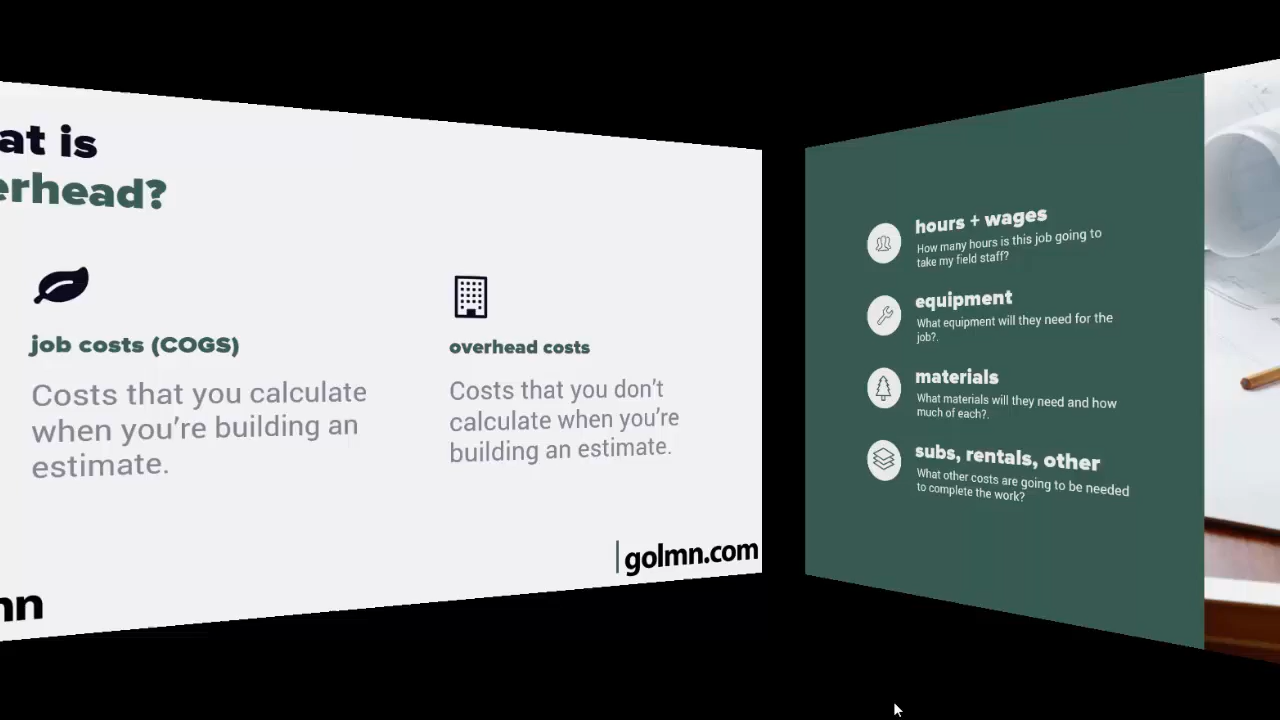 at is
erhead?
job costs (COGS)
Costs that you calculate
when you're building an
estimate.
overhead costs
Costs that you don't
calculate when you're
building an estimate.
golmn.com
nn
hours + wages
How many hours is this job going to
take my field staff?
equipment
What equipment will they need for the
job?.
materials
What materials will they need and how
much of each?.
subs, rentals, other
What other costs are going to be needed
to complete the work?